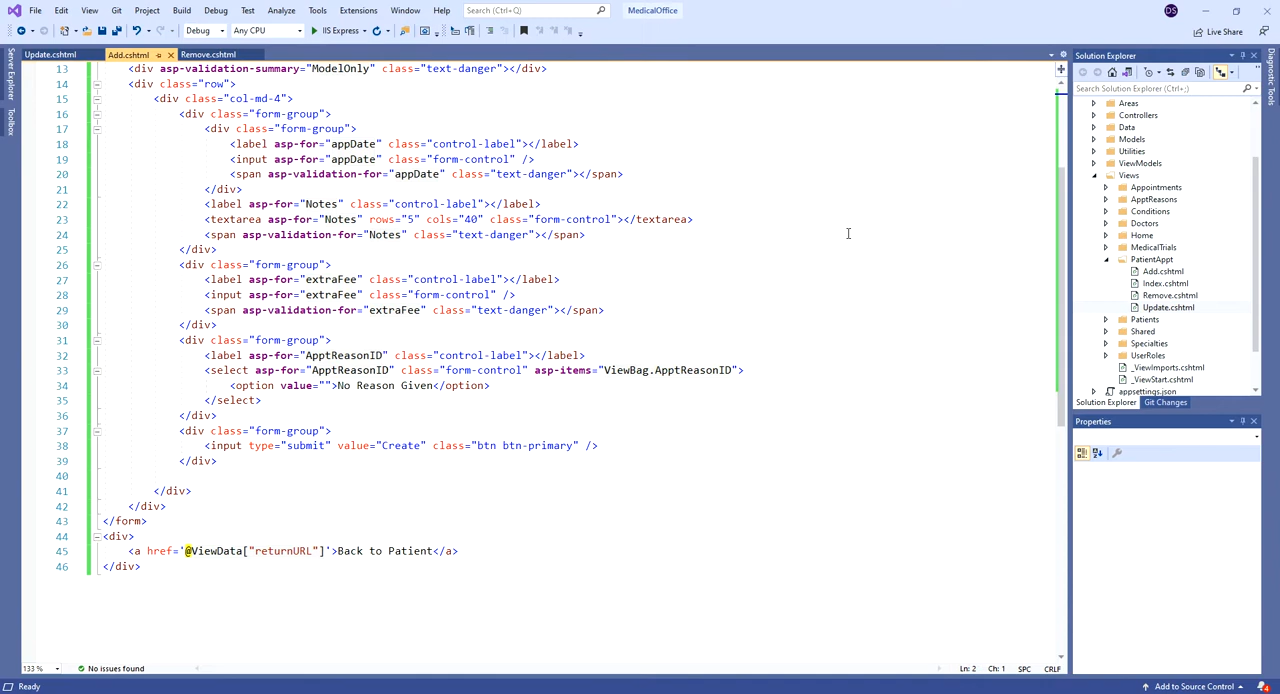 File Edit View Git Project Build Debug Test Analyze Tools Extensions Window Help Search (Ctrl+Q) MedicalOffice DS
Debug Any CPU IIS Express Live Share
Server Explorer
Toolbox
Update.cshtml Add.cshtml Remove.cshtml
13 <div asp-validation-summary="ModelOnly" class="text-danger"></div>
14 <div class="row">
15 <div class="col-md-4">
16 <div class="form-group">
17 <div class="form-group">
18 <label asp-for="appDate" class="control-label"></label>
19 <input asp-for="appDate" class="form-control" />
20 <span asp-validation-for="appDate" class="text-danger"></span>
21 </div>
22 <label asp-for="Notes" class="control-label"></label>
23 <textarea asp-for="Notes" rows="5" cols="40" class="form-control"></textarea>
24 <span asp-validation-for="Notes" class="text-danger"></span>
25 </div>
26 <div class="form-group">
27 <label asp-for="extraFee" class="control-label"></label>
28 <input asp-for="extraFee" class="form-control" />
29 <span asp-validation-for="extraFee" class="text-danger"></span>
30 </div>
31 <div class="form-group">
32 <label asp-for="ApptReasonID" class="control-label"></label>
33 <select asp-for="ApptReasonID" class="form-control" asp-items="ViewBag.ApptReasonID">
34 <option value="">No Reason Given</option>
35 </select>
36 </div>
37 <div class="form-group">
38 <input type="submit" value="Create" class="btn btn-primary" />
39 </div>
40
41 </div>
42 </div>
43 </form>
44 <div>
45 <a href='@ViewData["returnURL"]'>Back to Patient</a>
46 </div>
133 % No issues found Ln: 2 Ch: 1 SPC CRLF
Solution Explorer
Search Solution Explorer (Ctrl+;)
Areas
Controllers
Data
Models
Utilities
ViewModels
Views
Appointments
ApptReasons
Conditions
Doctors
Home
MedicalTrials
PatientAppt
Add.cshtml
Index.cshtml
Remove.cshtml
Update.cshtml
Patients
Shared
Specialties
UserRoles
_ViewImports.cshtml
_ViewStart.cshtml
appsettings.json
Solution Explorer Git Changes
Properties
Diagnostic Tools
Ready Add to Source Control 4